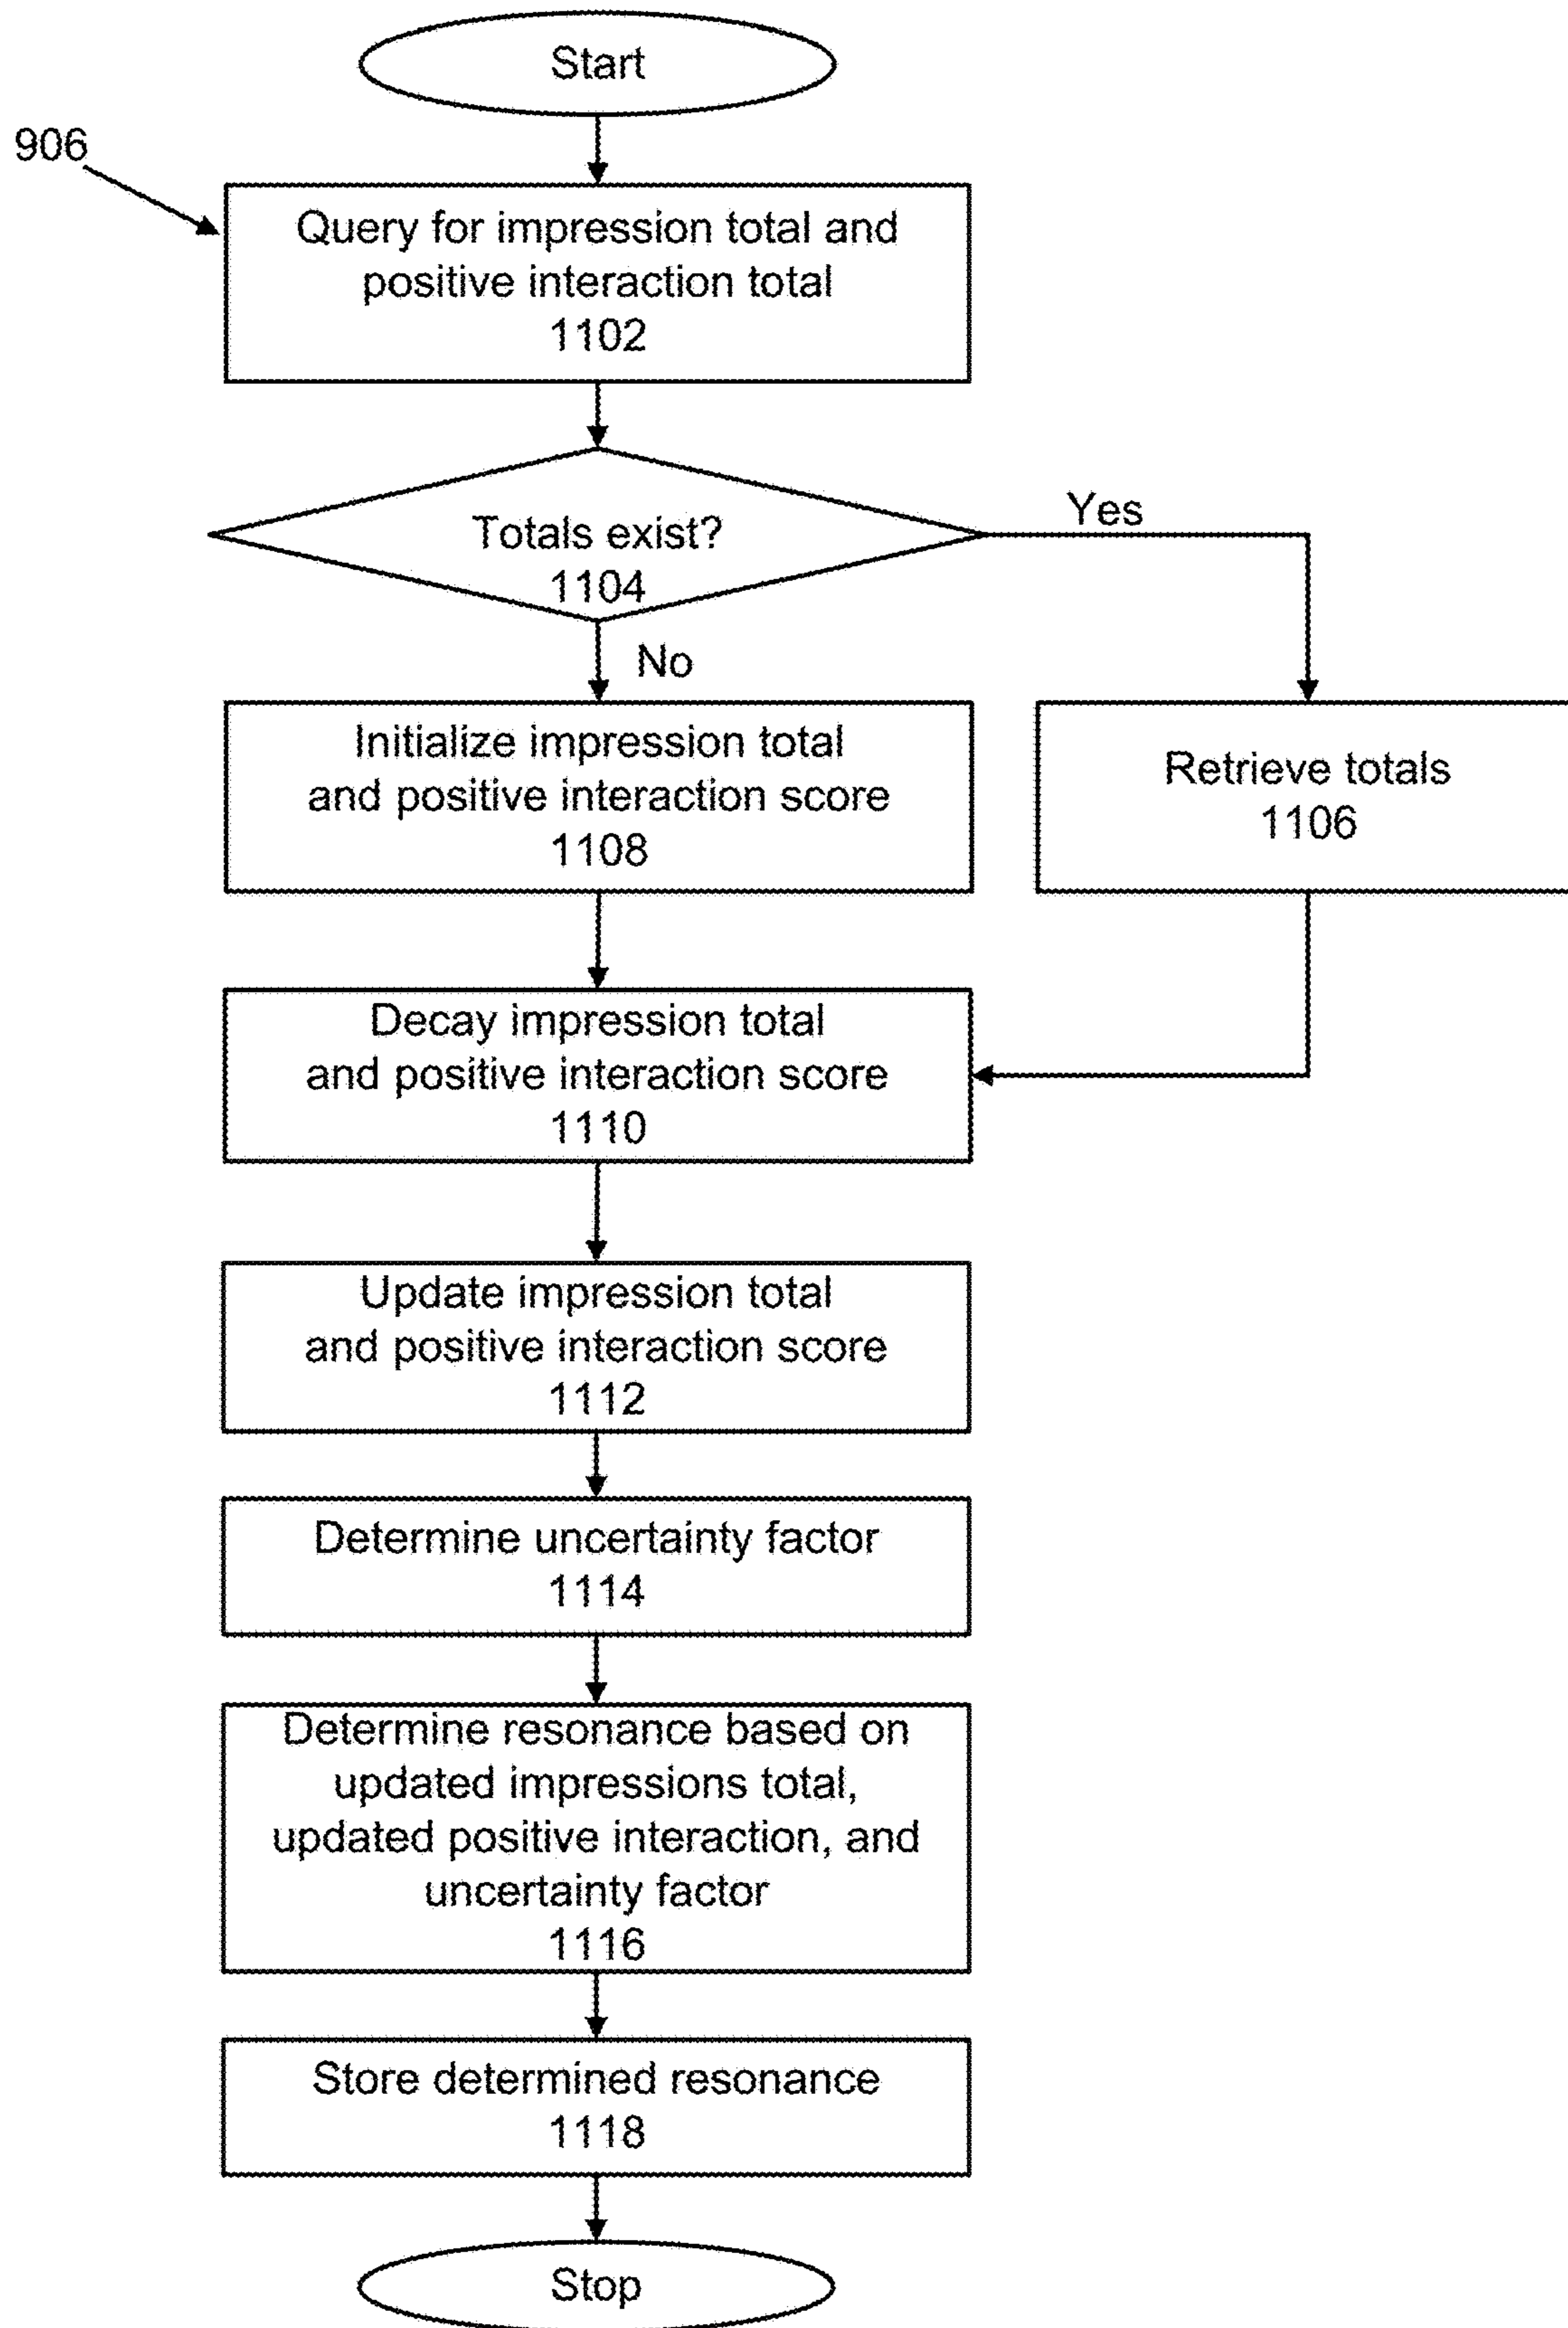 Start
906
Query for impression total and
positive interaction total
1102
Totals exist?
1104
Yes
No
Initialize impression total
and positive interaction score
1108
Retrieve totals
1106
Decay impression total
and positive interaction score
1110
Update impression total
and positive interaction score
1112
Determine uncertainty factor
1114
Determine resonance based on
updated impressions total,
updated positive interaction, and
uncertainty factor
1116
Store determined resonance
1118
Stop